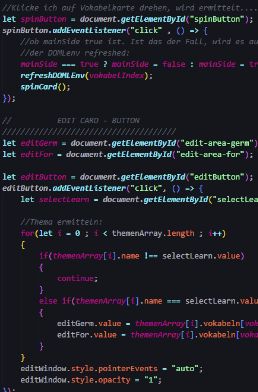 //Klicke ich auf Vokabelkarte drehen, wird ermittelt....
let spinButton = document.getElementById("spinButton");
spinButton.addEventListener("click" , () => {
//ob mainSide true ist. Ist das der Fall, wird es au
//der DOMLenv refreshed:
mainSide === true ? mainSide = false : mainSide = tr
refreshDOMLEnv(vokabelIndex);
spinCard();
});
// EDIT CARD - BUTTON
////////////////////////////////////
let editGerm = document.getElementById("edit-area-germ")
let editFor = document.getElementById("edit-area-for");
let editButton = document.getElementById("editButton");
editButton.addEventListener("click", () => {
let selectLearn = document.getElementById("selectLea
//Thema ermitteln:
for(let i = 0 ; i < themenArray.length ; i++)
{
if(themenArray[i].name !== selectLearn.value)
{
continue;
}
else if(themenArray[i].name === selectLearn.valu
{
editGerm.value = themenArray[i].vokabeln[vok
editFor.value = themenArray[i].vokabeln[voka
}
}
editWindow.style.pointerEvents = "auto";
editWindow.style.opacity = "1";
});